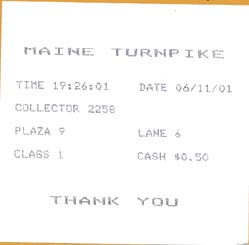 MAINE TURNPIKE
TIME 19:26:01 DATE 06/11/01
COLLECTOR 2258
PLAZA 9 LANE 6
CLASS 1 CASH $0.50
THANK YOU